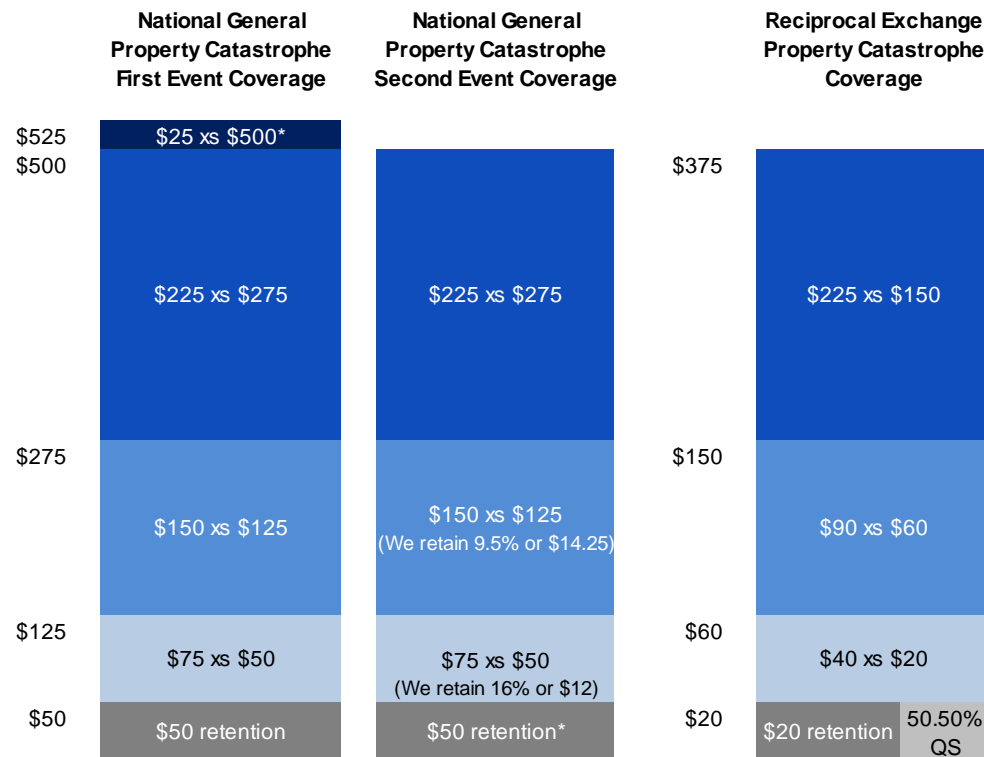 National General
Property Catastrophe
First Event Coverage
National General
Property Catastrophe
Second Event Coverage
Reciprocal Exchange
Property Catastrophe
Coverage
$525
$25 xs $500*
$500
$375
$225 xs $275
$225 xs $275
$225 xs $150
$275
$150
$150 xs $125
$150 xs $125
(We retain 9.5% or $14.25)
$90 xs $60
$125
$60
$75 xs $50
$75 xs $50
(We retain 16% or $12)
$40 xs $20
$50
$50 retention
$50 retention*
$20
$20 retention
50.50%
QS